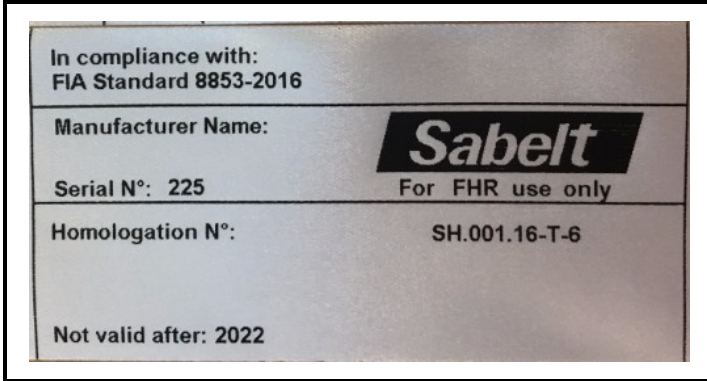 In compliance with:
FIA Standard 8853-2016
Manufacturer Name:
Sabelt
Serial N°: 225
For FHR use only
Homologation N°:
SH.001.16-T-6
Not valid after: 2022